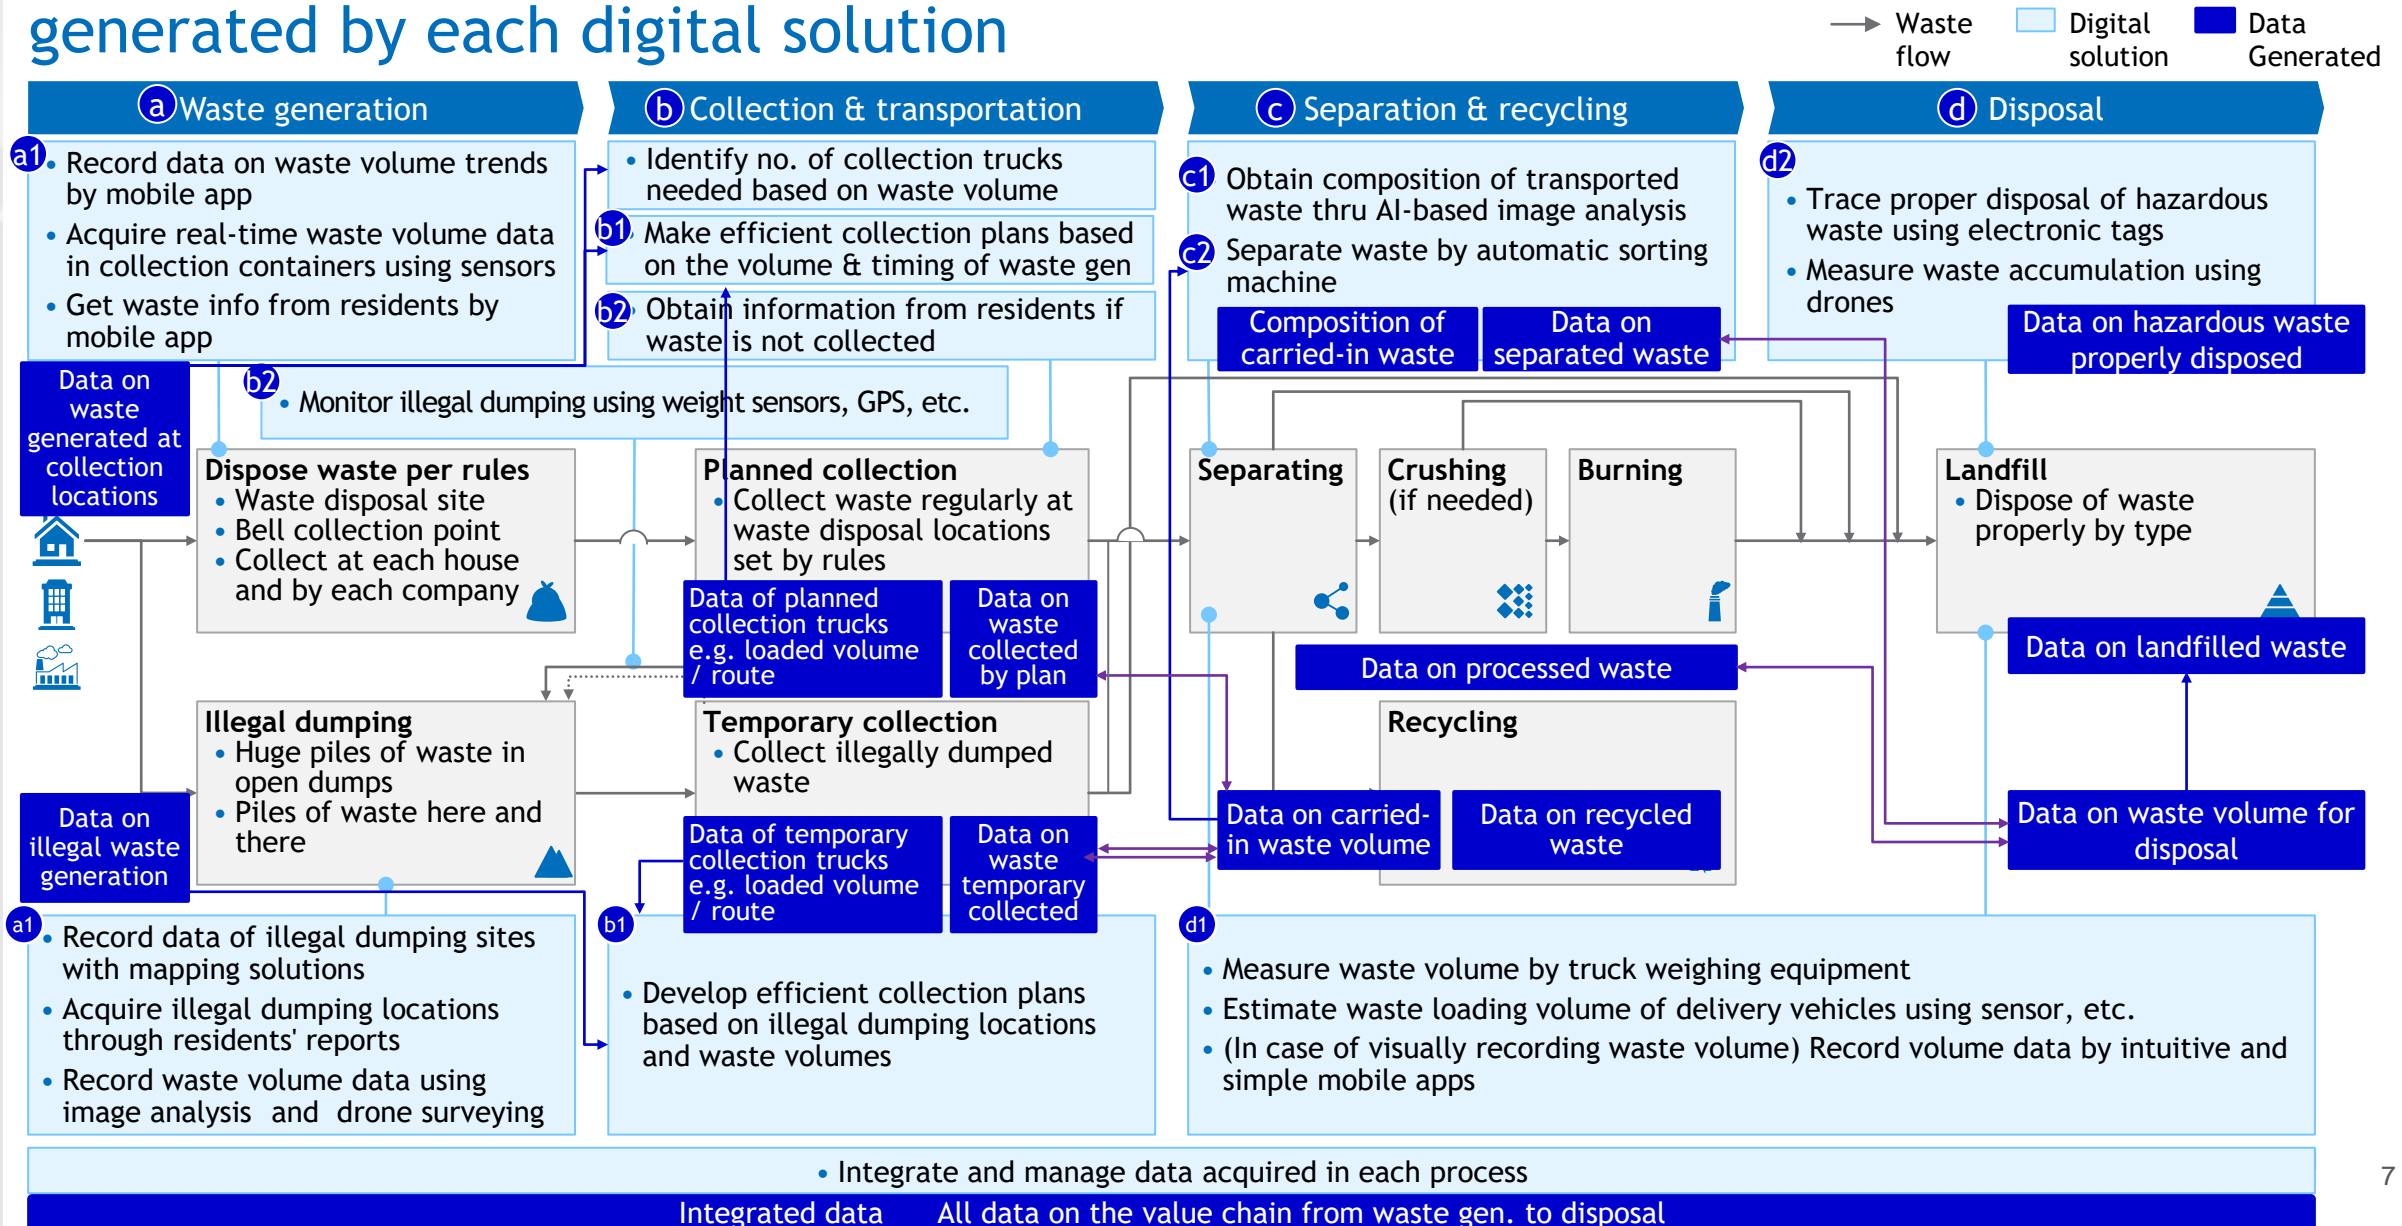 generated by each digital solution
Waste
flow
Digital
solution
Data
Generated
a Waste generation
b Collection & transportation
c Separation & recycling
d Disposal
a1
• Record data on waste volume trends
by mobile app
• Acquire real-time waste volume data
in collection containers using sensors
• Get waste info from residents by
mobile app
• Identify no. of collection trucks
needed based on waste volume
b1
• Make efficient collection plans based
on the volume & timing of waste gen
b2
• Obtain information from residents if
waste is not collected
c1
Obtain composition of transported
waste thru AI-based image analysis
c2
Separate waste by automatic sorting
machine
Composition of
carried-in waste
Data on
separated waste
d2
• Trace proper disposal of hazardous
waste using electronic tags
• Measure waste accumulation using
drones
Data on hazardous waste
properly disposed
Data on
waste
generated at
collection
locations
b2
• Monitor illegal dumping using weight sensors, GPS, etc.
Dispose waste per rules
• Waste disposal site
• Bell collection point
• Collect at each house
and by each company
Planned collection
• Collect waste regularly at
waste disposal locations
set by rules
Data of planned
collection trucks
e.g. loaded volume
/ route
Data on
waste
collected
by plan
Separating
Crushing
(if needed)
Burning
Landfill
• Dispose of waste
properly by type
Data on processed waste
Data on landfilled waste
Illegal dumping
• Huge piles of waste in
open dumps
• Piles of waste here and
there
Data on
illegal waste
generation
Temporary collection
• Collect illegally dumped
waste
Data of temporary
collection trucks
e.g. loaded volume
/ route
Data on
waste
temporary
collected
Recycling
Data on carried-
in waste volume
Data on recycled
waste
Data on waste volume for
disposal
a1
• Record data of illegal dumping sites
with mapping solutions
• Acquire illegal dumping locations
through residents' reports
• Record waste volume data using
image analysis and drone surveying
b1
• Develop efficient collection plans
based on illegal dumping locations
and waste volumes
d1
• Measure waste volume by truck weighing equipment
• Estimate waste loading volume of delivery vehicles using sensor, etc.
• (In case of visually recording waste volume) Record volume data by intuitive and
simple mobile apps
• Integrate and manage data acquired in each process
7
Integrated data All data on the value chain from waste gen. to disposal